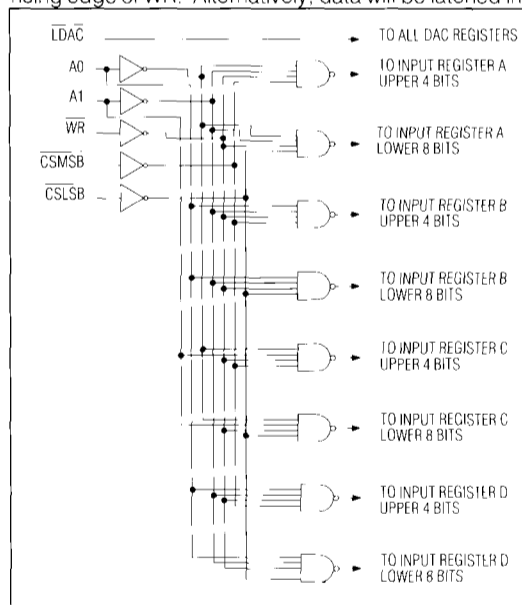 rising edge of WR. Alternatively, data will be latched in
LDAC
TO ALL DAC REGISTERS
A0
TO INPUT REGISTER A
UPPER 4 BITS
A1
WR
TO INPUT REGISTER A
LOWER 8 BITS
CSMSB
CSLSB
TO INPUT REGISTER B
UPPER 4 BITS
TO INPUT REGISTER B
LOWER 8 BITS
TO INPUT REGISTER C
UPPER 4 BITS
TO INPUT REGISTER C
LOWER 8 BITS
TO INPUT REGISTER D
UPPER 4 BITS
TO INPUT REGISTER D
LOWER 8 BITS